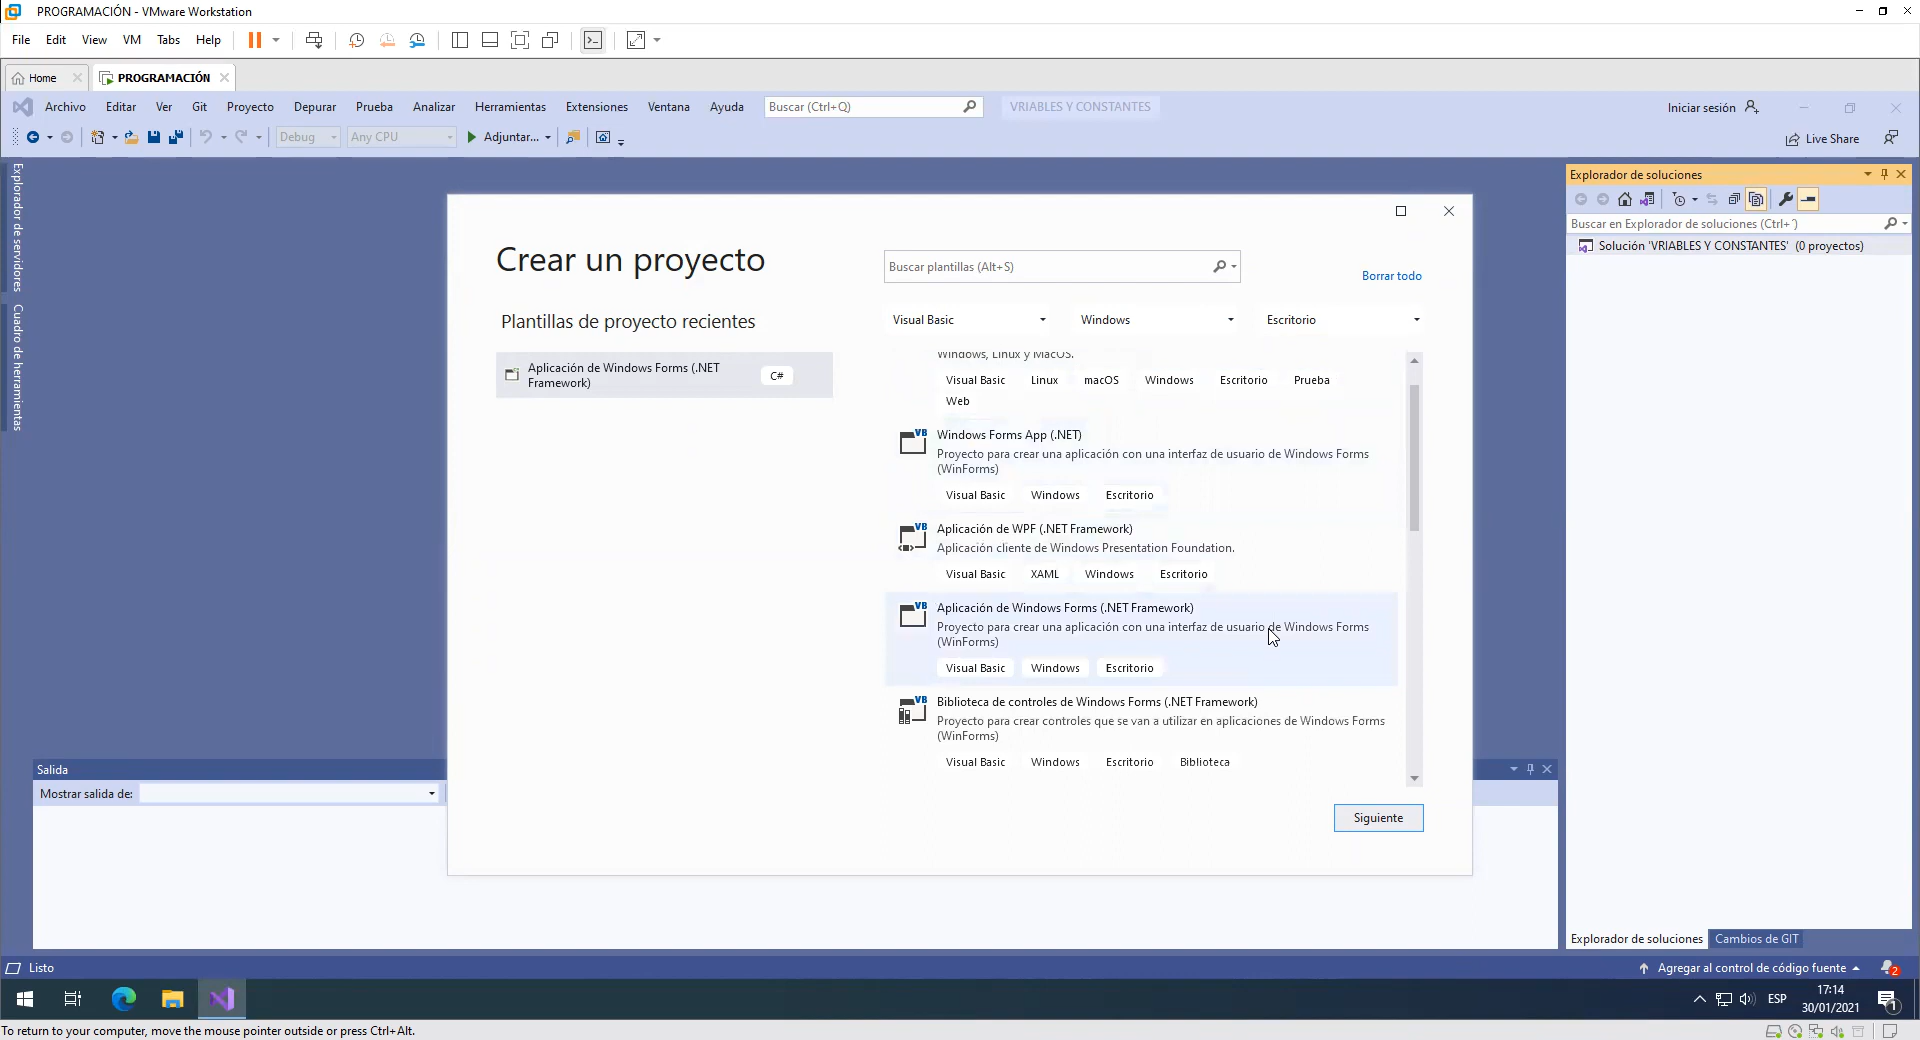 PROGRAMACIÓN - VMware Workstation
File Edit View VM Tabs Help
Home PROGRAMACIÓN
Archivo Editar Ver Git Proyecto Depurar Prueba Analizar Herramientas Extensiones Ventana Ayuda Buscar (Ctrl+Q) VRIABLES Y CONSTANTES Iniciar sesión
Debug Any CPU Adjuntar... Live Share
Explorador de servidores
Cuadro de herramientas
Crear un proyecto
Buscar plantillas (Alt+S)
Borrar todo
Plantillas de proyecto recientes
Visual Basic Windows Escritorio
Aplicación de Windows Forms (.NET
Framework)
C#
Windows, Linux y MacOS.
Visual Basic Linux macOS Windows Escritorio Prueba
Web
VB
Windows Forms App (.NET)
Proyecto para crear una aplicación con una interfaz de usuario de Windows Forms
(WinForms)
Visual Basic Windows Escritorio
VB
Aplicación de WPF (.NET Framework)
Aplicación cliente de Windows Presentation Foundation.
Visual Basic XAML Windows Escritorio
VB
Aplicación de Windows Forms (.NET Framework)
Proyecto para crear una aplicación con una interfaz de usuario de Windows Forms
(WinForms)
Visual Basic Windows Escritorio
VB
Biblioteca de controles de Windows Forms (.NET Framework)
Proyecto para crear controles que se van a utilizar en aplicaciones de Windows Forms
(WinForms)
Visual Basic Windows Escritorio Biblioteca
Siguiente
Explorador de soluciones
Buscar en Explorador de soluciones (Ctrl+´)
Solución 'VRIABLES Y CONSTANTES' (0 proyectos)
Salida
Mostrar salida de:
Explorador de soluciones Cambios de GIT
Listo
Agregar al control de código fuente 2
ESP
17:14
30/01/2021
1
To return to your computer, move the mouse pointer outside or press Ctrl+Alt.